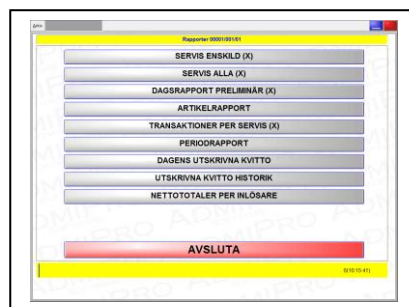 Rapporter 00001/001/01
SERVIS ENSKILD (X)
SERVIS ALLA (X)
DAGSRAPPORT PRELIMINÄR (X)
ARTIKELRAPPORT
TRANSAKTIONER PER SERVIS (X)
PERIODRAPPORT
DAGENS UTSKRIVNA KVITTO
UTSKRIVNA KVITTO HISTORIK
NETTOTOTALER PER INLÖSARE
ADMIPRO
AVSLUTA